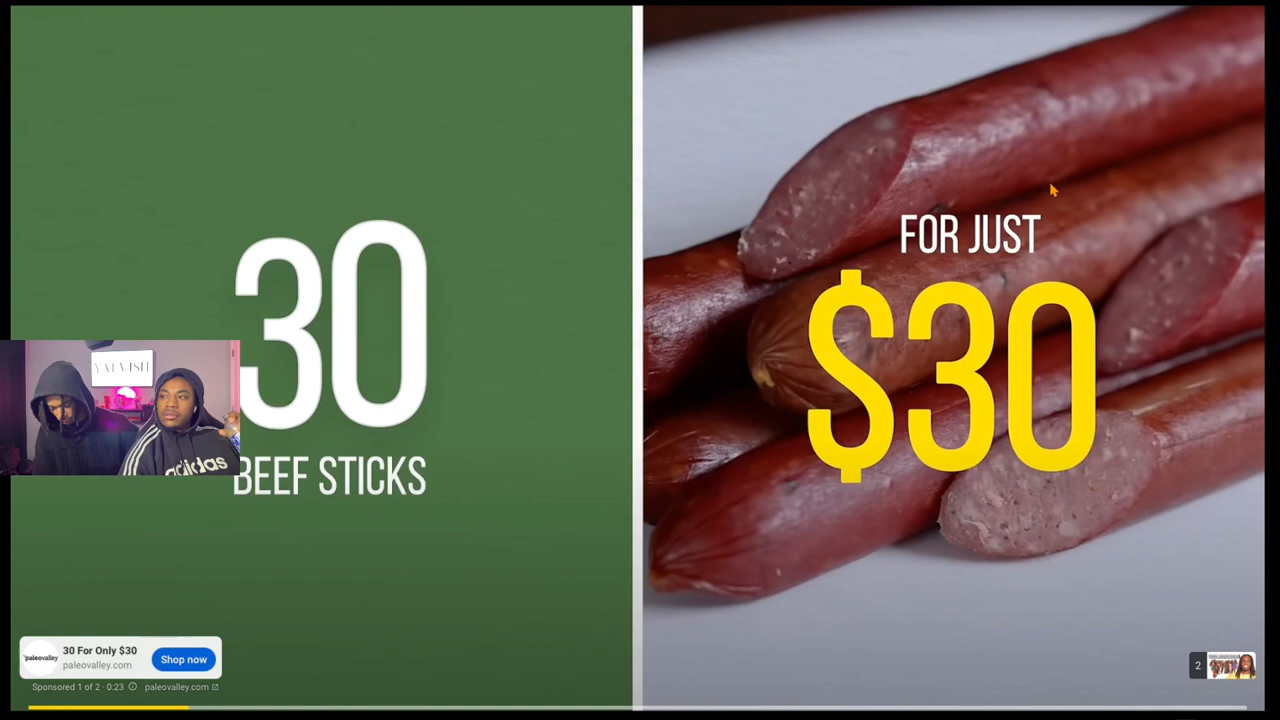 30
BEEF STICKS
FOR JUST
$30
adidas
paleovalley
30 For Only $30
paleovalley.com
Shop now
Sponsored 1 of 2 · 0:23
paleovalley.com
2